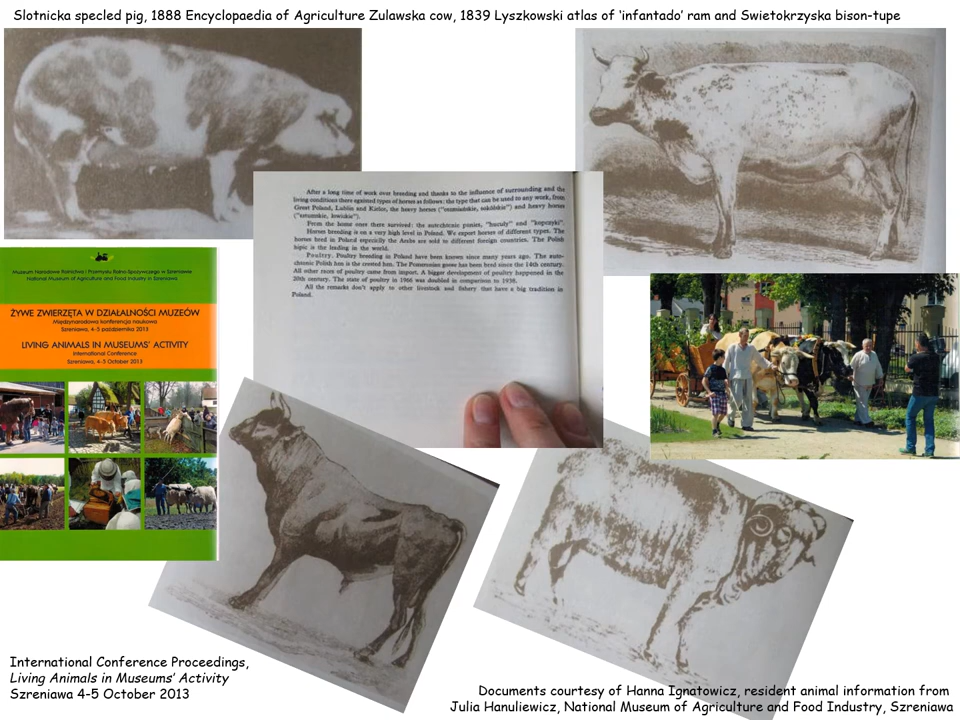 Slotnicka specled pig, 1888 Encyclopaedia of Agriculture Zulawska cow, 1839 Lyszkowski atlas of ‘infantado’ ram and Swietokrzyska bison-tupe
After a long time of work over breeding end thanks to the influence of surrounding and the
living conditions there egained types of horses as follows: the type that can be used to any work, from
Great Poland, Lublin and Kielce, the heavy horses ("oszmiańskie, sokólskie") and heavy horses
("sztumskie, łowickie").
From the home ones there survived: the autochtonic ponies, "huculy" and "kopczyki".
Horses breeding is on a very high level in Poland. We export horses of different types. The
horses bred in Poland especially the Arabs are sold to different foreign countries. The Polish
hipic is the leading in the world.
Poultry. Poultry breeding in Poland have been known since many years ago. The auto-
chtonic Polish hen is the crested hen. The Pomeranian goose has been bred since the 14th century.
All other races of poultry came from import. A bigger development of poultry happened in the
20th century. The state of poultry in 1966 was doubled in comparison to 1938.
All the remarks don't apply to other livestock and fishery that have a big tradition in
Poland.
Muzeum Narodowe Rolnictwa i Przemysłu Rolno-Spożywczego w Szreniawie
National Museum of Agriculture and Food Industry in Szreniawa
ŻYWE ZWIERZĘTA W DZIAŁALNOŚCI MUZEÓW
Międzynarodowa konferencja naukowa
Szreniawa, 4-5 października 2013
LIVING ANIMALS IN MUSEUMS' ACTIVITY
International Conference
Szreniawa, 4-5 October 2013
International Conference Proceedings,
Living Animals in Museums’ Activity
Szreniawa 4-5 October 2013
Documents courtesy of Hanna Ignatowicz, resident animal information from
Julia Hanuliewicz, National Museum of Agriculture and Food Industry, Szreniawa